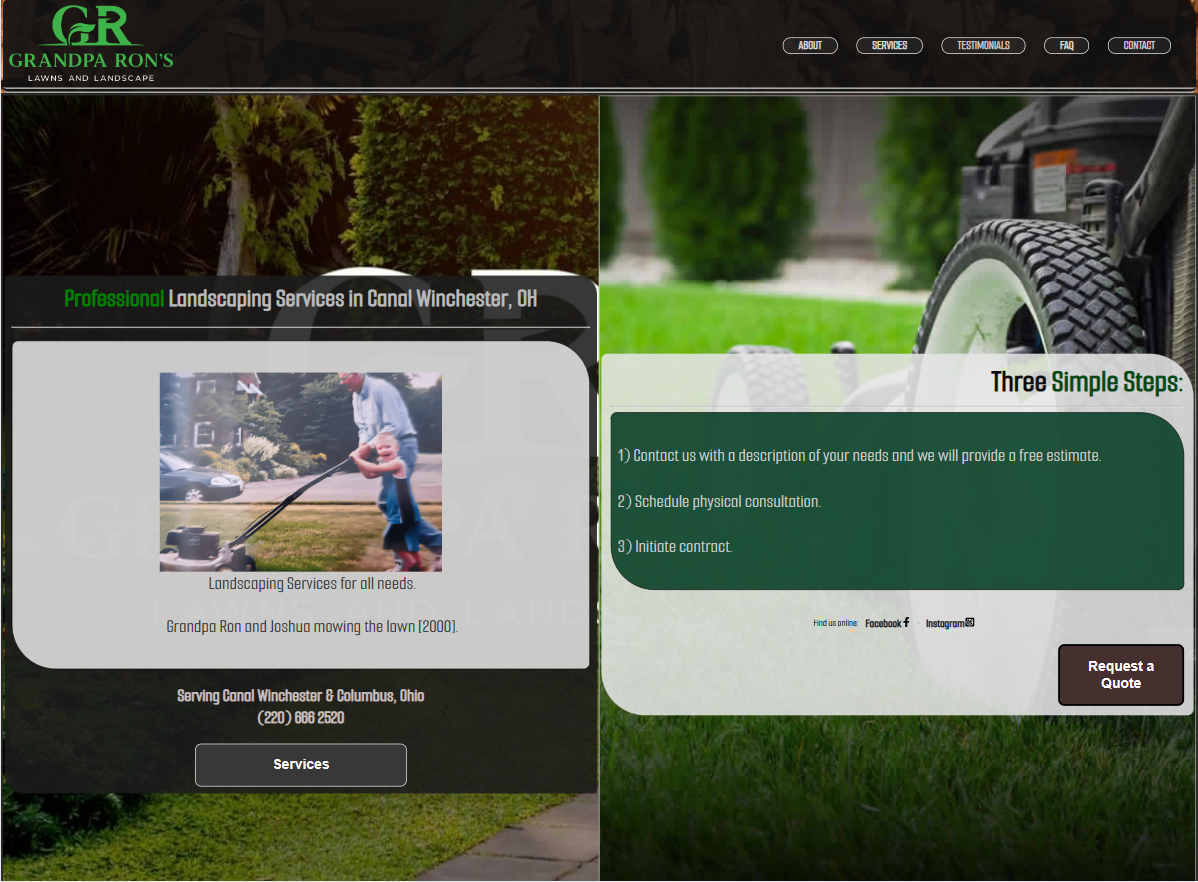 GR
GRANDPA RON'S
LAWNS AND LANDSCAPE
ABOUT
SERVICES
TESTIMONIALS
FAQ
CONTACT
Professional Landscaping Services in Canal Winchester, OH
Landscaping Services for all needs.
Grandpa Ron and Joshua mowing the lawn [2000].
Serving Canal Winchester & Columbus, Ohio
(220) 666 2520
Services
Three Simple Steps:
1) Contact us with a description of your needs and we will provide a free estimate.
2) Schedule physical consultation.
3) Initiate contract.
Find us online: Facebook · Instagram
Request a
Quote